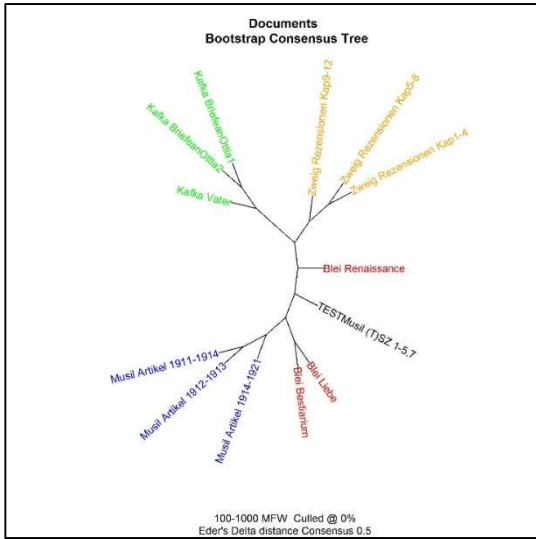 Documents
Bootstrap Consensus Tree
Kafka BriefeanOttla1
Kafka BriefeanOttla2
Kafka Vater
Zweig Rezensionen Kap9-12
Zweig Rezensionen Kap5-8
Zweig Rezensionen Kap1-4
Blei Renaissance
TESTMusil (T)SZ 1-5,7
Blei Liebe
Blei Bestiarium
Musil Artikel 1914-1921
Musil Artikel 1912-1913
Musil Artikel 1911-1914
100-1000 MFW Culled @ 0%
Eder's Delta distance Consensus 0.5